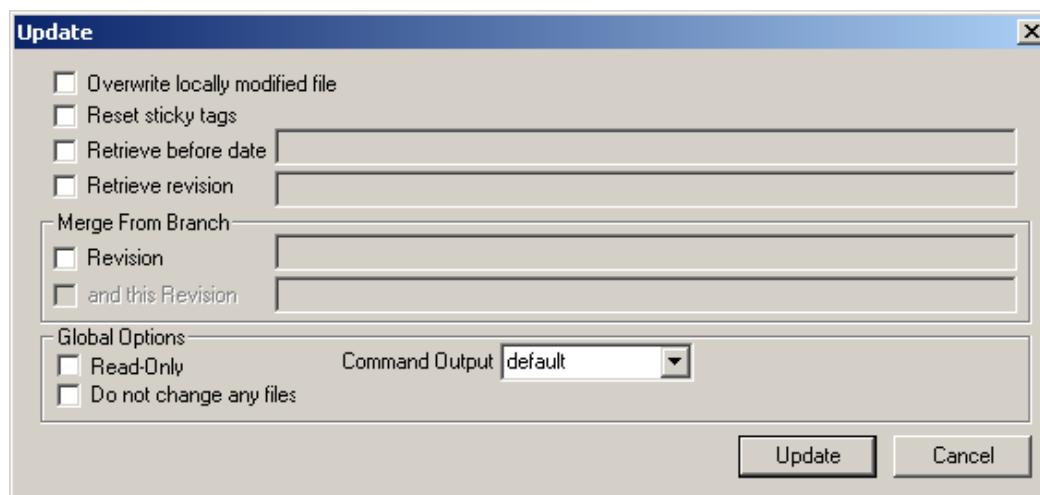 Update
Overwrite locally modified file
Reset sticky tags
Retrieve before date
Retrieve revision
Merge From Branch
Revision
and this Revision
Global Options
Read-Only
Command Output default
Do not change any files
Update Cancel